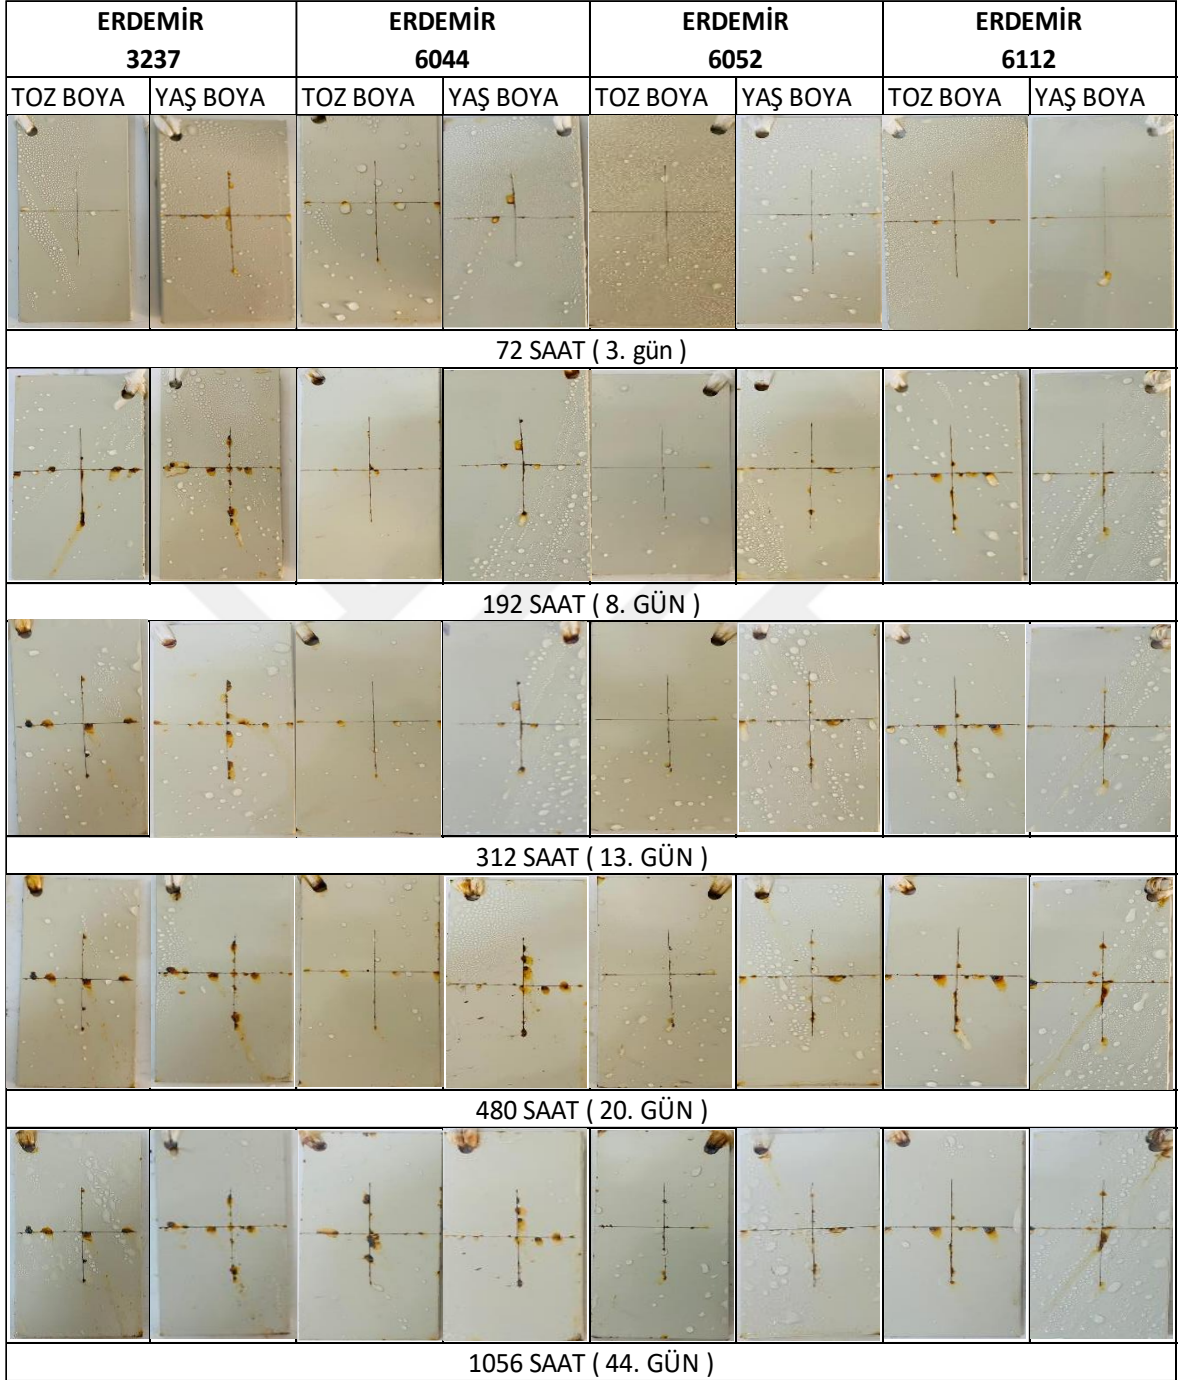 ERDEMİR ERDEMİR ERDEMİR ERDEMİR
3237 6044 6052 6112
TOZ BOYA YAŞ BOYA TOZ BOYA YAŞ BOYA TOZ BOYA YAŞ BOYA TOZ BOYA YAŞ BOYA
72 SAAT ( 3. gün )
192 SAAT ( 8. GÜN )
312 SAAT ( 13. GÜN )
480 SAAT ( 20. GÜN )
1056 SAAT ( 44. GÜN )